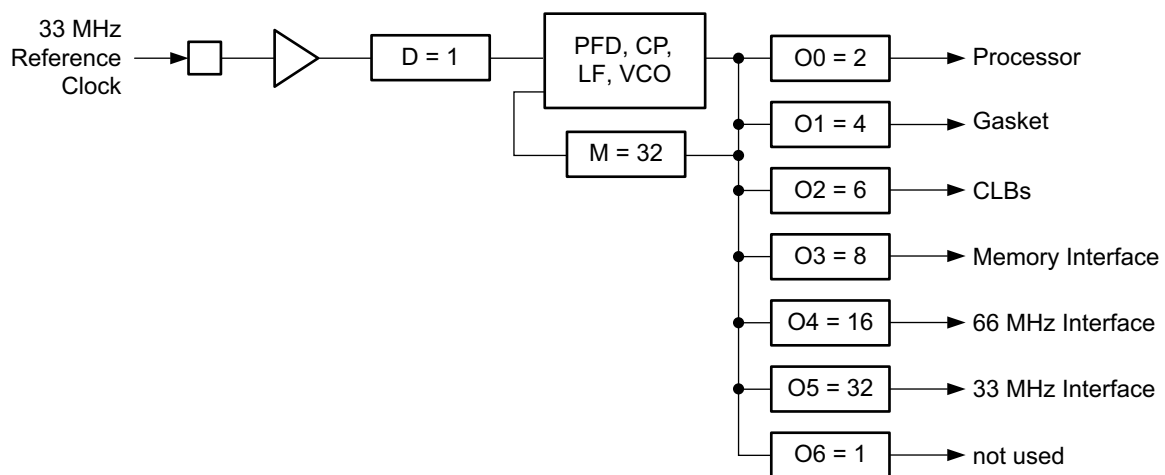 33 MHz
Reference
Clock
D = 1
PFD, CP,
LF, VCO
M = 32
O0 = 2
Processor
O1 = 4
Gasket
O2 = 6
CLBs
O3 = 8
Memory Interface
O4 = 16
66 MHz Interface
O5 = 32
33 MHz Interface
O6 = 1
not used